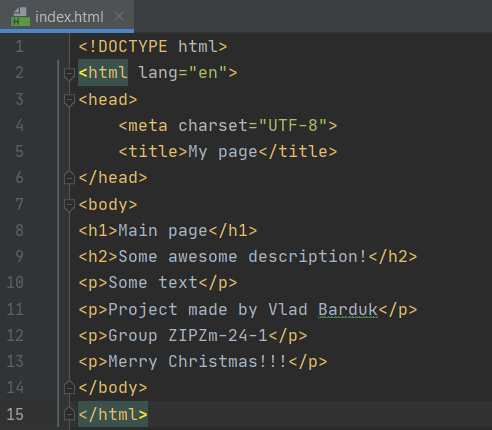 index.html
1 <!DOCTYPE html>
2 <html lang="en">
3 <head>
4     <meta charset="UTF-8">
5     <title>My page</title>
6 </head>
7 <body>
8 <h1>Main page</h1>
9 <h2>Some awesome description!</h2>
10 <p>Some text</p>
11 <p>Project made by Vlad Barduk</p>
12 <p>Group ZIPZm-24-1</p>
13 <p>Merry Christmas!!!</p>
14 </body>
15 </html>